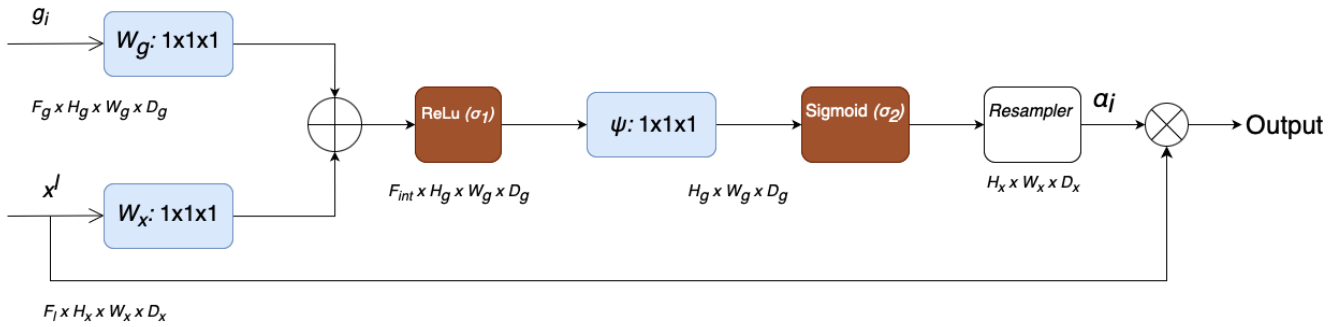 g_i
W_g: 1x1x1
F_g x H_g x W_g x D_g
ReLu (σ_1)
ψ: 1x1x1
Sigmoid (σ_2)
Resampler
a_i
Output
F_int x H_g x W_g x D_g
H_g x W_g x D_g
H_x x W_x x D_x
x^l
W_x: 1x1x1
F_l x H_x x W_x x D_x